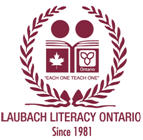 Ontario
"EACH ONE TEACH ONE"
LAUBACH LITERACY ONTARIO
Since 1981